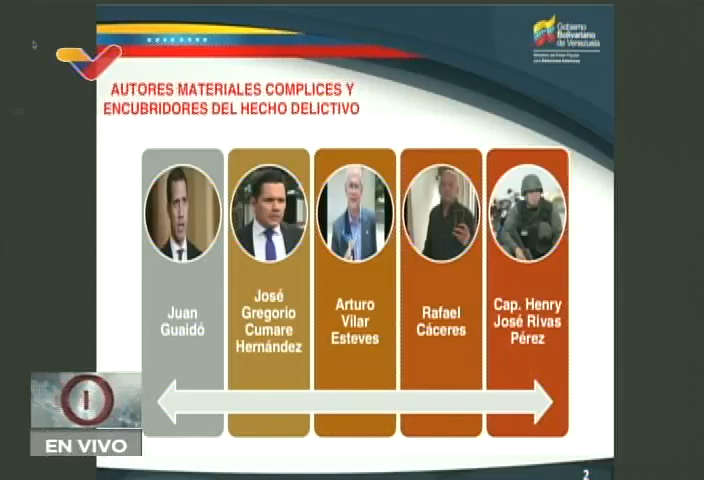 Gobierno
Bolivariano
de Venezuela
AUTORES MATERIALES COMPLICES Y
ENCUBRIDORES DEL HECHO DELICTIVO
Juan
Guaidó
José
Gregorio
Cumare
Hernández
Arturo
Vilar
Esteves
Rafael
Cáceres
Cap. Henry
José Rivas
Pérez
EN VIVO
2